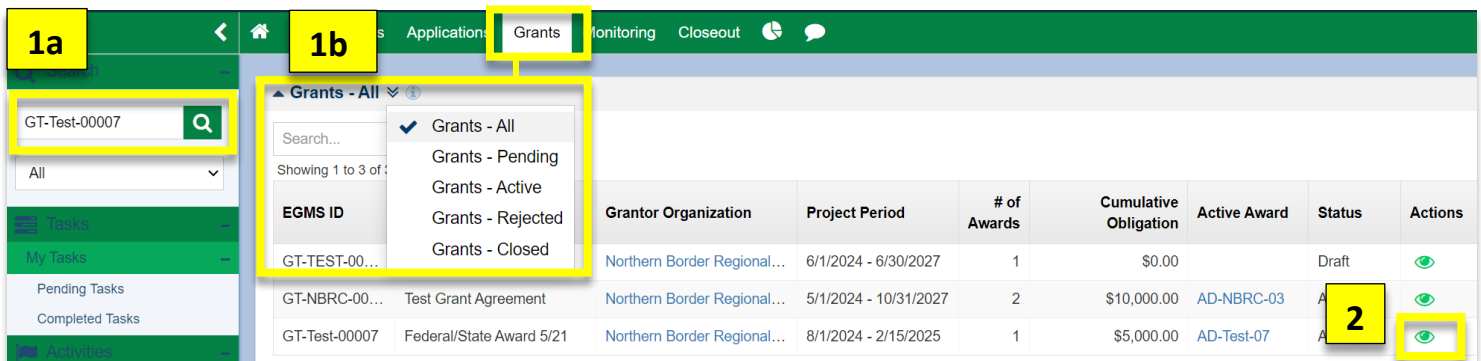 1a
1b
Applications
Grants
Monitoring
Closeout
Search
GT-Test-00007
All
Tasks
My Tasks
Pending Tasks
Completed Tasks
Activities
Grants - All
Search...
Showing 1 to 3 of
Grants - All
Grants - Pending
Grants - Active
Grants - Rejected
Grants - Closed
EGMS ID Grantor Organization Project Period # of Awards Cumulative Obligation Active Award Status Actions
GT-TEST-00... Northern Border Regional... 6/1/2024 - 6/30/2027 1 $0.00 Draft
GT-NBRC-00... Test Grant Agreement Northern Border Regional... 5/1/2024 - 10/31/2027 2 $10,000.00 AD-NBRC-03
GT-Test-00007 Federal/State Award 5/21 Northern Border Regional... 8/1/2024 - 2/15/2025 1 $5,000.00 AD-Test-07
2